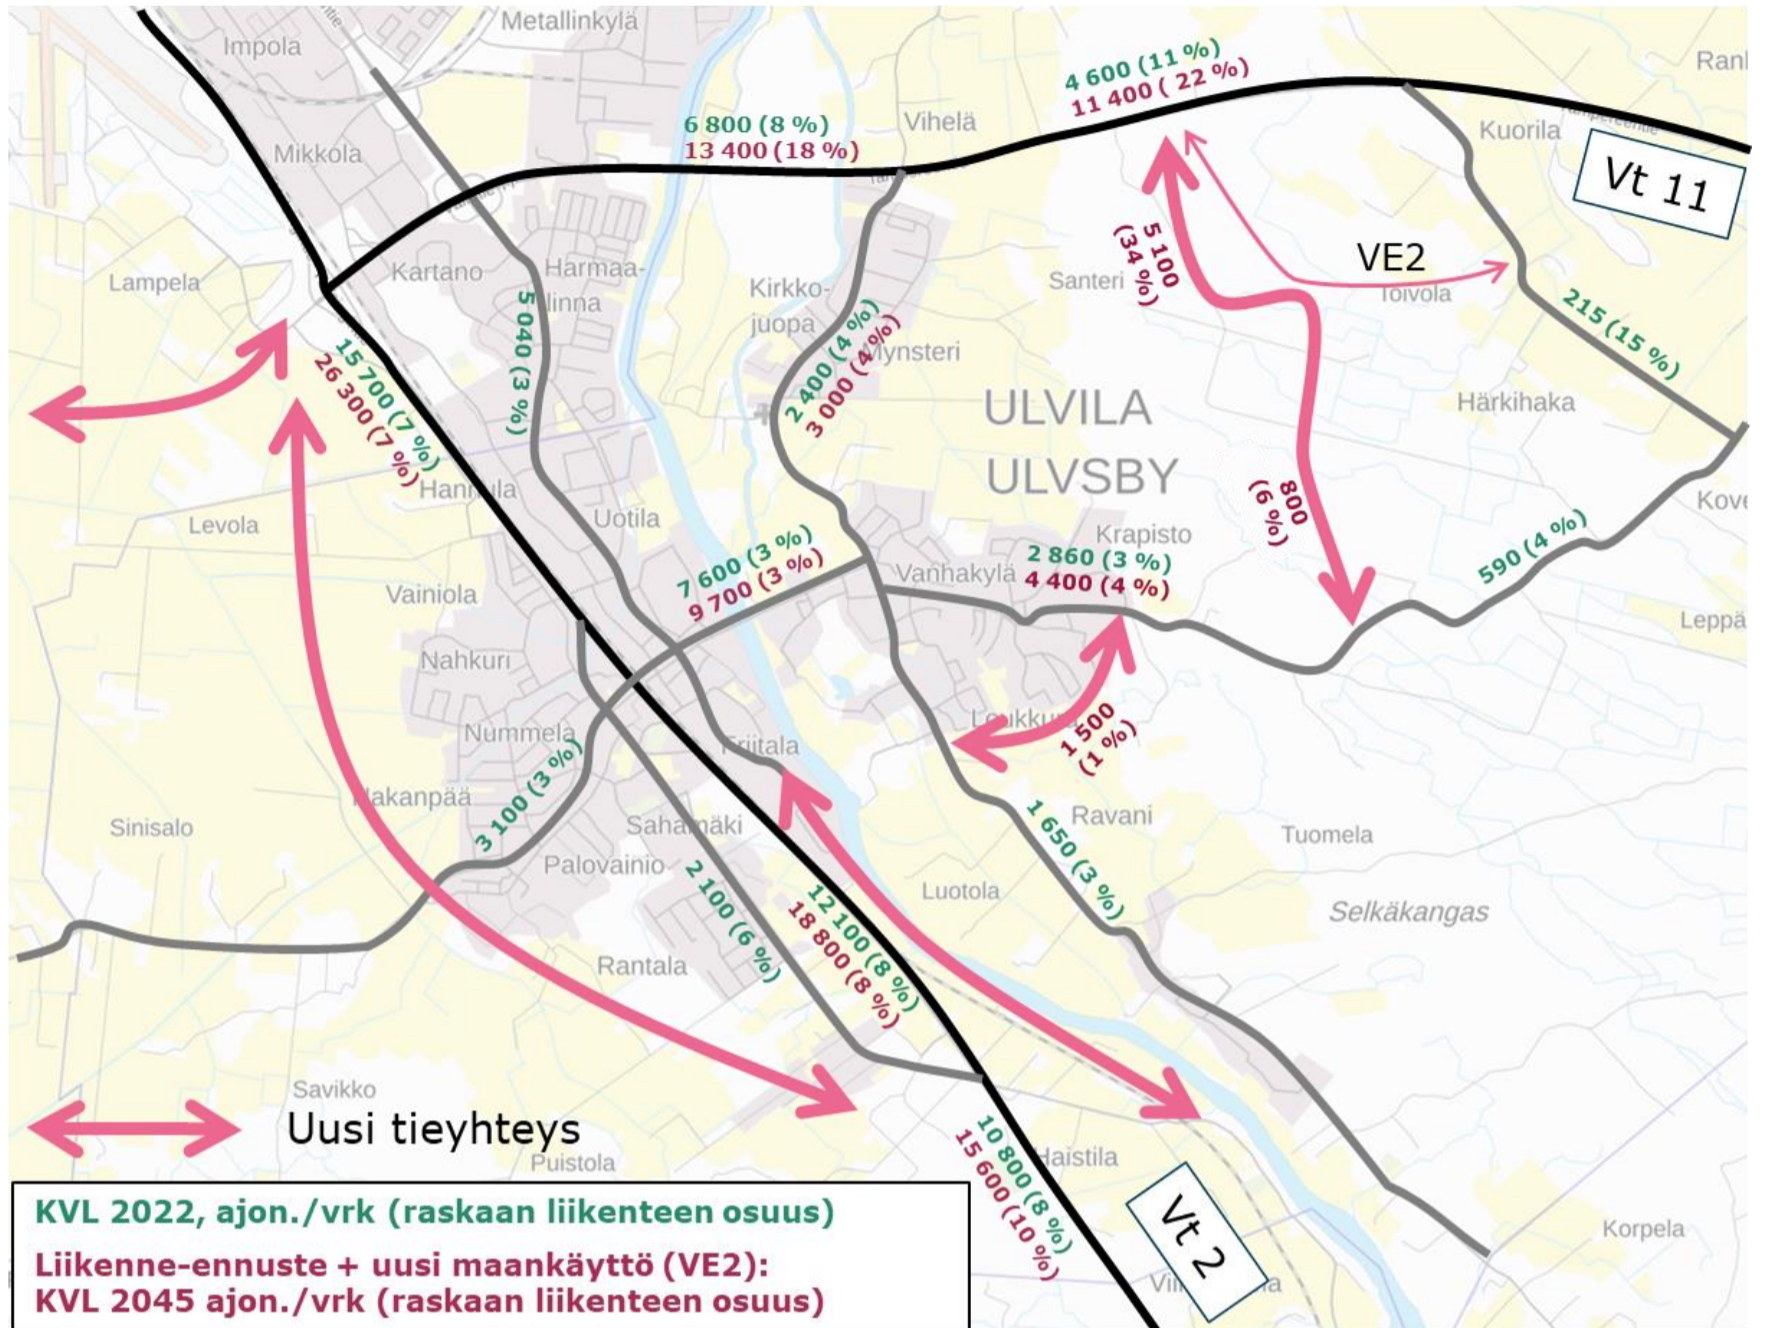 Metallinkylä
Impola
4 600 (11 %)
11 400 ( 22 %)
6 800 (8 %)
13 400 (18 %)
Vihelä
Kuorila
Vt 11
Mikkola
Lampela
Kartano
Harmaa-
linna
Kirkko-
juopa
Santeri
5 100
(34 %)
VE2
Toivola
215 (15 %)
5 040 (3 %)
15 700 (7 %)
26 300 (7 %)
2 400 (4 %)
3 000 (4 %)
Mynsteri
ULVILA
ULVSBY
Härkihaka
Hannula
Levola
Uotila
800
(6 %)
Krapisto
590 (4 %)
7 600 (3 %)
9 700 (3 %)
Vanhakylä
2 860 (3 %)
4 400 (4 %)
Vainiola
Leppä
Nahkuri
Nummela
Friitala
Loukkura
1 500
(1 %)
Hakanpää
3 100 (3 %)
Sinisalo
Sahamäki
Palovainio
1 650 (3 %)
Ravani
Tuomela
2 100 (6 %)
12 100 (8 %)
18 800 (8 %)
Luotola
Selkäkangas
Rantala
Savikko
Uusi tieyhteys
Puistola
10 800 (8 %)
15 600 (10 %)
Haistila
Vt 2
Korpela
KVL 2022, ajon./vrk (raskaan liikenteen osuus)
Liikenne-ennuste + uusi maankäyttö (VE2):
KVL 2045 ajon./vrk (raskaan liikenteen osuus)